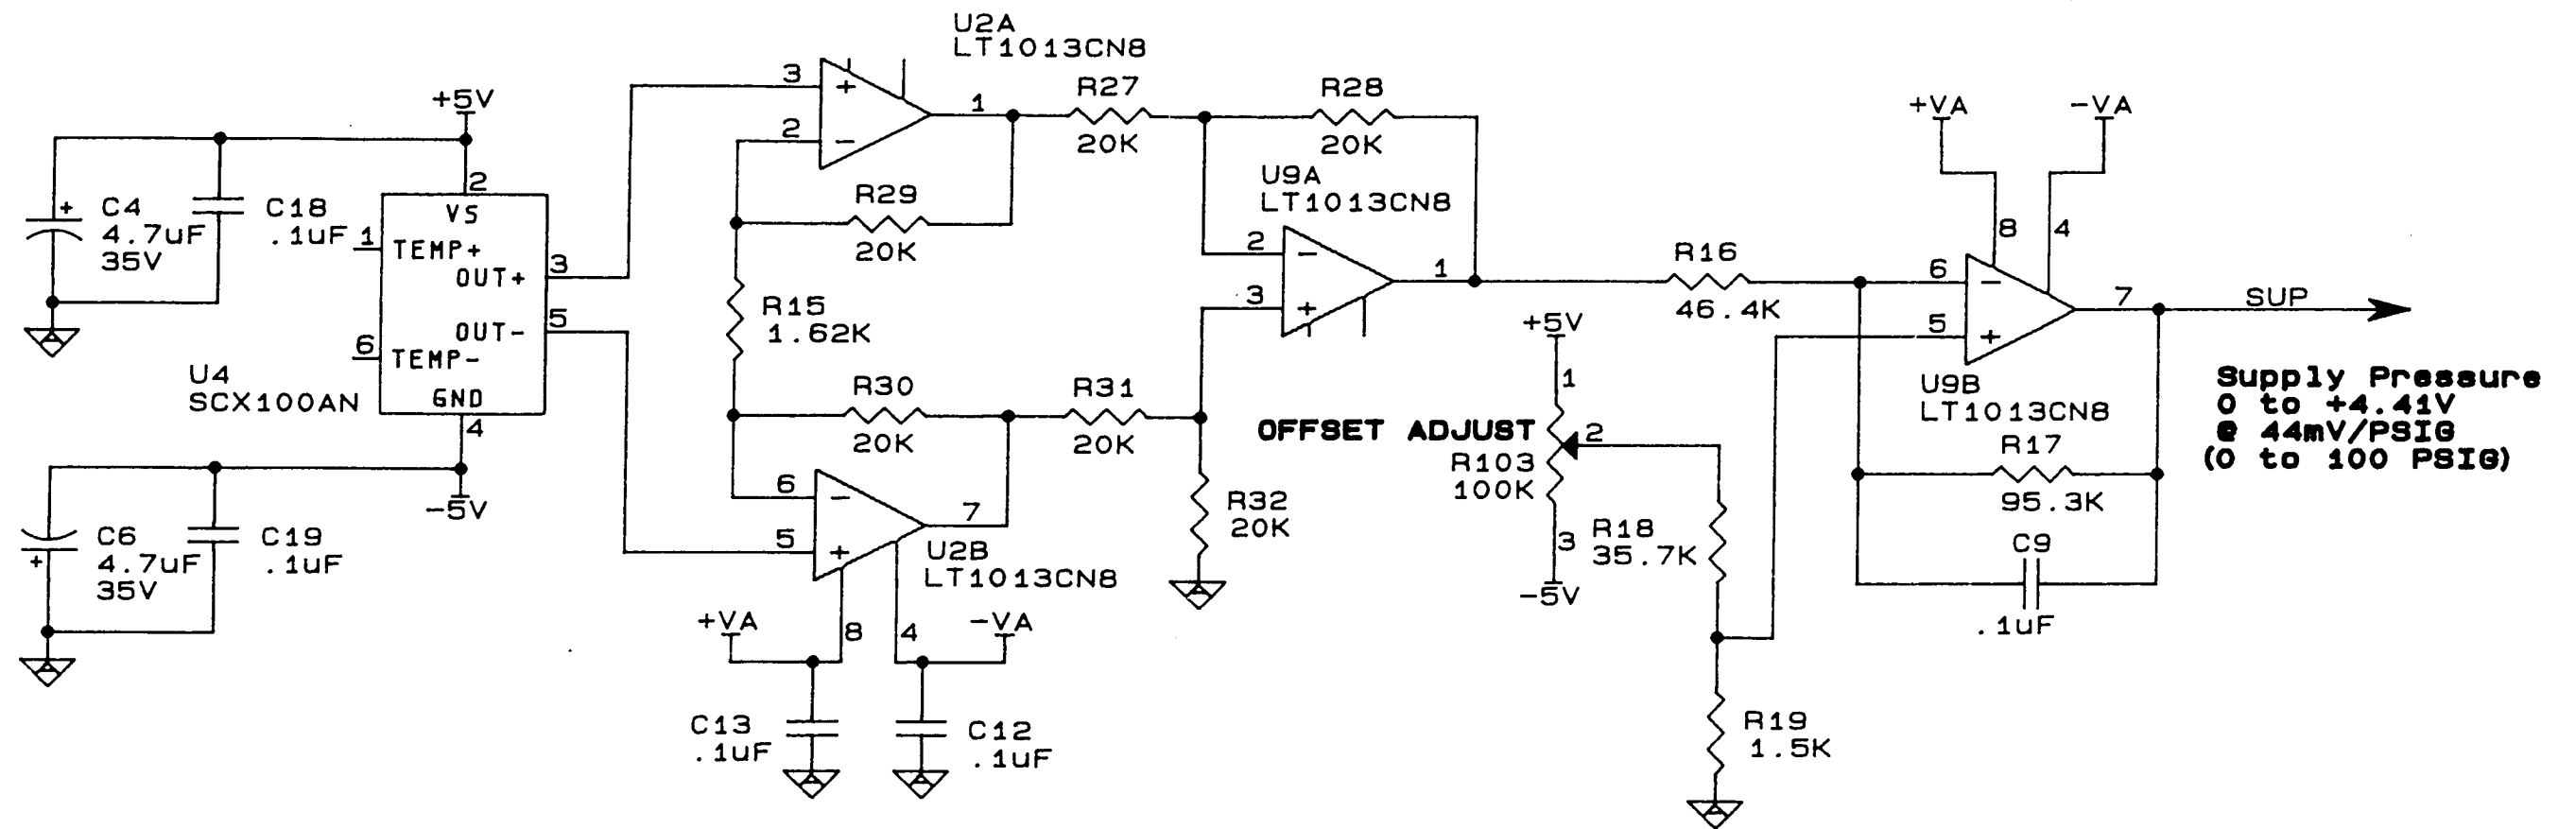 U2A
LT1013CN8
+5V
2
C4
4.7uF
35V
C18
.1uF
VS
1
TEMP+
OUT+
3
OUT-
5
6
TEMP-
GND
4
U4
SCX100AN
-5V
C6
4.7uF
35V
C19
.1uF
+
+
3
+
2
-
1
R27
20K
R28
20K
R29
20K
R15
1.62K
R30
20K
R31
20K
6
-
5
+
7
U2B
LT1013CN8
+VA
8
4
-VA
C13
.1uF
C12
.1uF
R32
20K
U9A
LT1013CN8
2
-
3
+
1
R16
46.4K
+5V
1
OFFSET ADJUST
2
R103
100K
3
-5V
R18
35.7K
R19
1.5K
+VA
-VA
8
4
6
-
5
+
7
SUP
U9B
LT1013CN8
R17
95.3K
C9
.1uF
Supply Pressure
0 to +4.41V
@ 44mV/PSIG
(0 to 100 PSIG)
A
A
A
A
A
A